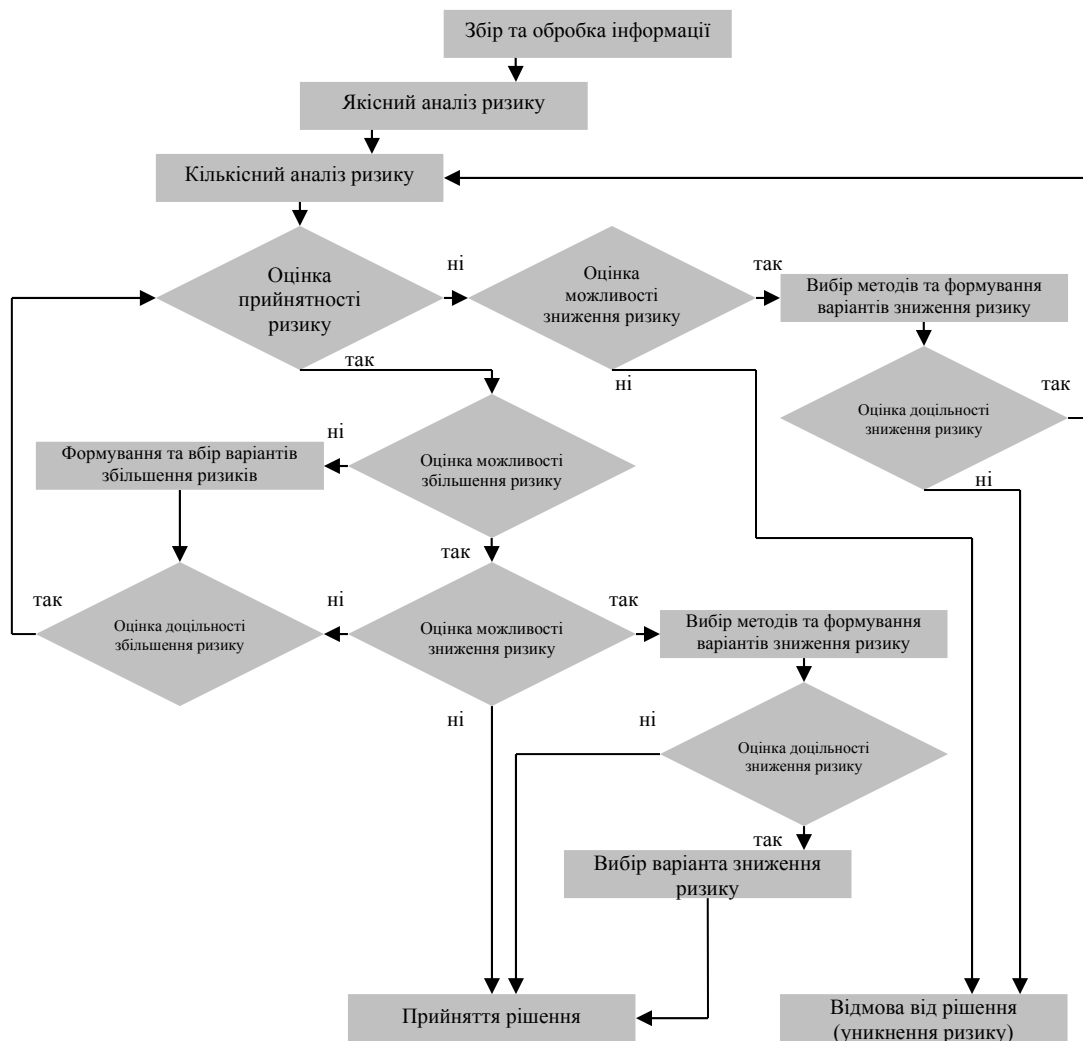 Збір та обробка інформації
Якісний аналіз ризику
Кількісний аналіз ризику
Оцінка
прийнятності
ризику
ні
Оцінка
можливості
зниження ризику
так
Вибір методів та формування
варіантів зниження ризику
так
ні
так
Оцінка доцільності
зниження ризику
ні
Формування та вбір варіантів
збільшення ризиків
ні
Оцінка можливості
збільшення ризику
так
так
Оцінка доцільності
збільшення ризику
ні
Оцінка можливості
зниження ризику
так
Вибір методів та формування
варіантів зниження ризику
ні
ні
Оцінка доцільності
зниження ризику
так
Вибір варіанта зниження
ризику
Прийняття рішення
Відмова від рішення
(уникнення ризику)